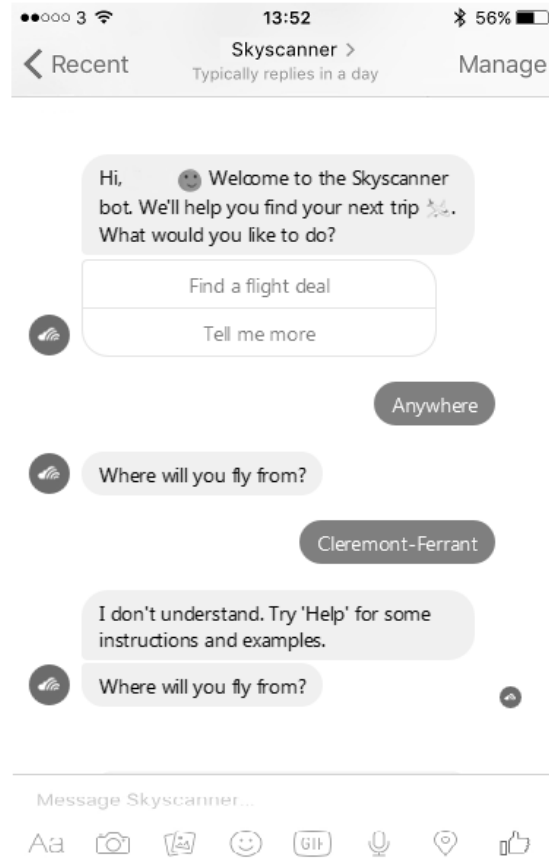 3 13:52 56%
Recent Skyscanner > Manage
Typically replies in a day
Hi, Welcome to the Skyscanner
bot. We'll help you find your next trip .
What would you like to do?
Find a flight deal
Tell me more
Anywhere
Where will you fly from?
Cleremont-Ferrant
I don't understand. Try 'Help' for some
instructions and examples.
Where will you fly from?
Message Skyscanner...
Aa GIF